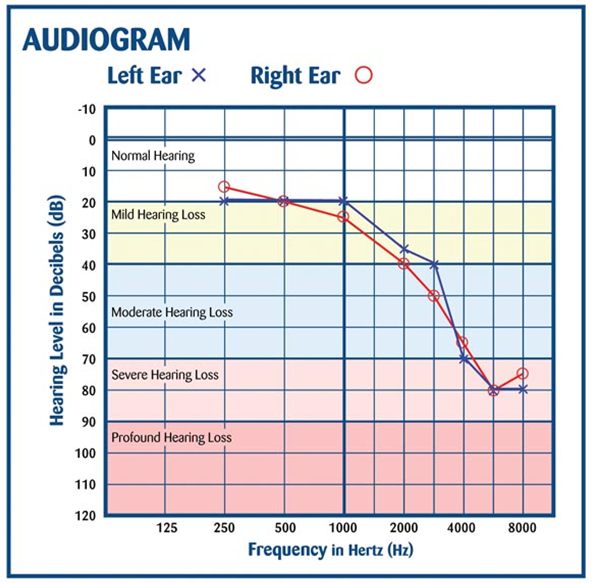 AUDIOGRAM
Left Ear × Right Ear ○
Hearing Level in Decibels (dB)
-10
0
Normal Hearing
10
20
Mild Hearing Loss
30
40
50
Moderate Hearing Loss
60
70
Severe Hearing Loss
80
90
Profound Hearing Loss
100
110
120
125 250 500 1000 2000 4000 8000
Frequency in Hertz (Hz)